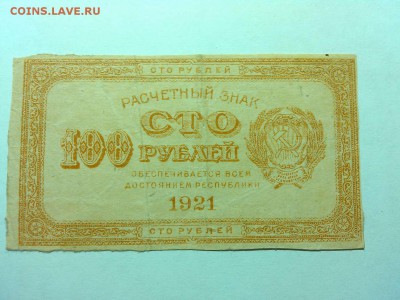 COINS.LAVE.RU
СТО РУБЛЕЙ
РАСЧЕТНЫЙ ЗНАК
СТО
100 РУБЛЕЙ
ОБЕСПЕЧИВАЕТСЯ ВСЕМ
ДОСТОЯНИЕМ РЕСПУБЛИКИ
1921
СТО РУБЛЕЙ